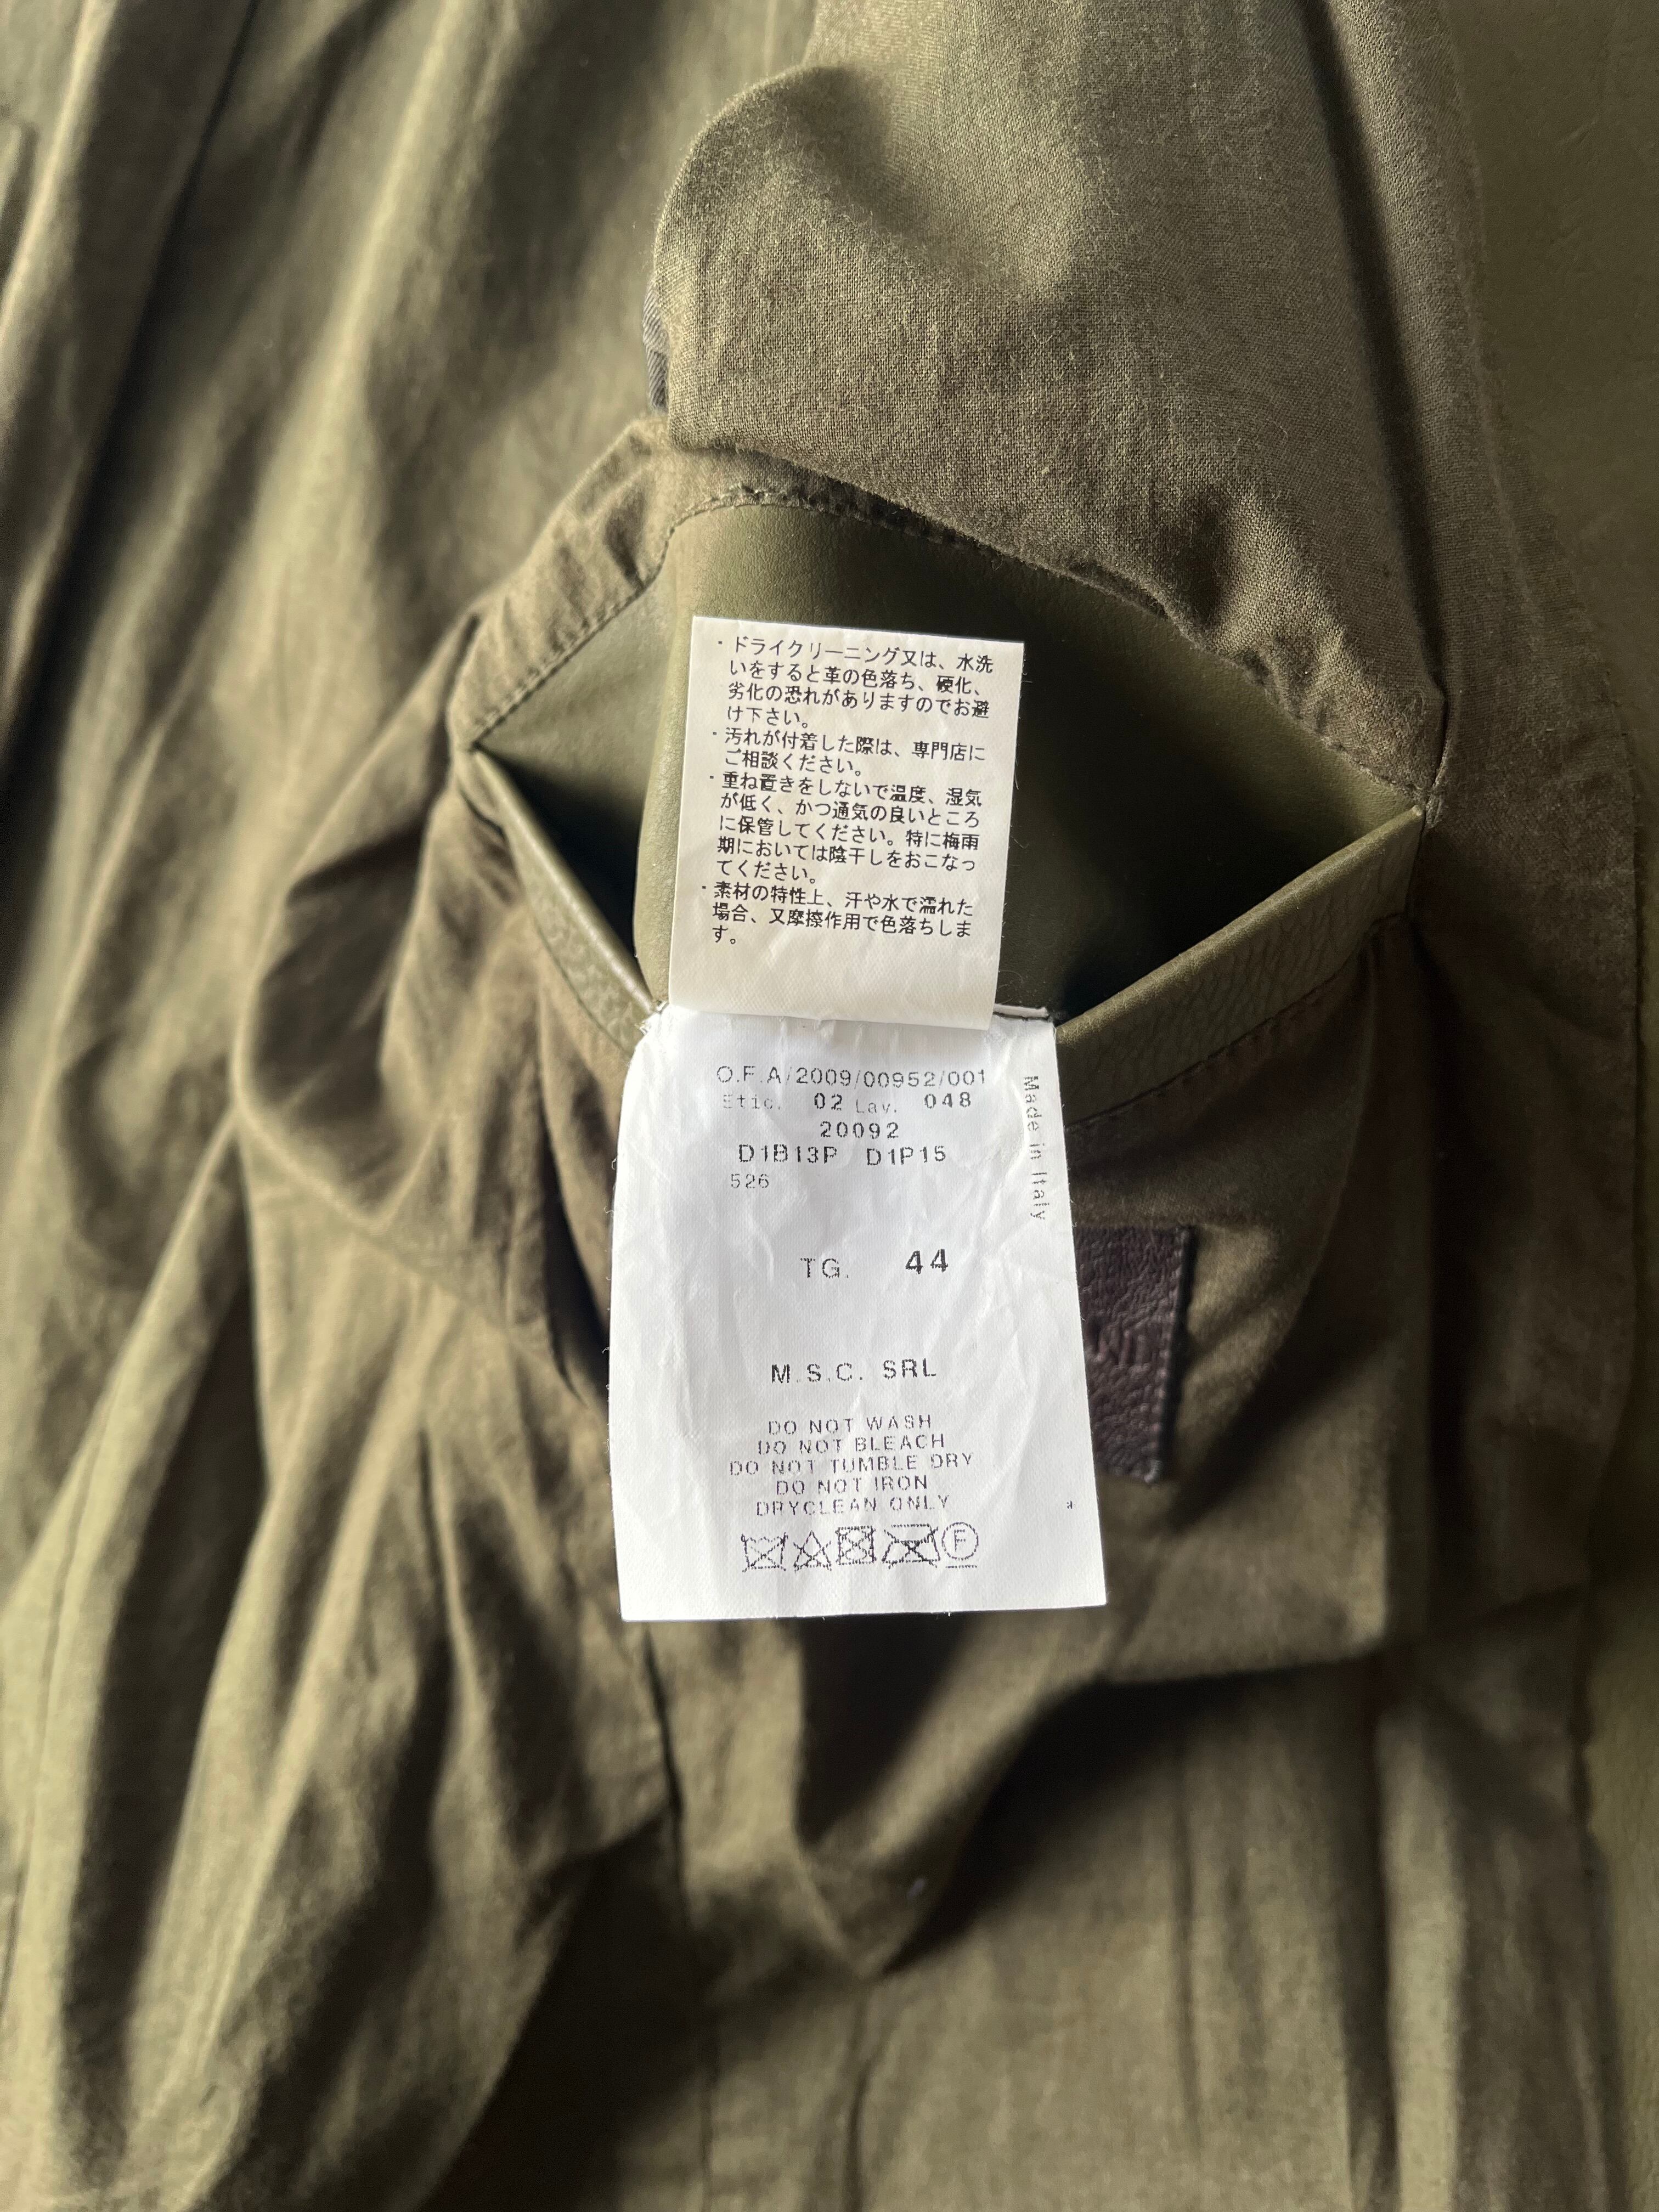 ・ドライクリーニング又は、水洗
いをすると革の色落ち、硬化、
劣化の恐れがありますのでお避
け下さい。
・汚れが付着した際は、専門店に
ご相談ください。
・重ね置きをしないで温度、湿気
が低く、かつ通気の良いところ
に保管してください。特に梅雨
期においては陰干しをおこなっ
てください。
・素材の特性上、汗や水で濡れた
場合、又摩擦作用で色落ちしま
す。
O.F.A/2009/00952/001
Etic. 02 Lav. 048
20092
D1B13P D1P15
526
Made in Italy
TG. 44
M.S.C. SRL
DO NOT WASH
DO NOT BLEACH
DO NOT TUMBLE DRY
DO NOT IRON
DRYCLEAN ONLY
a
F